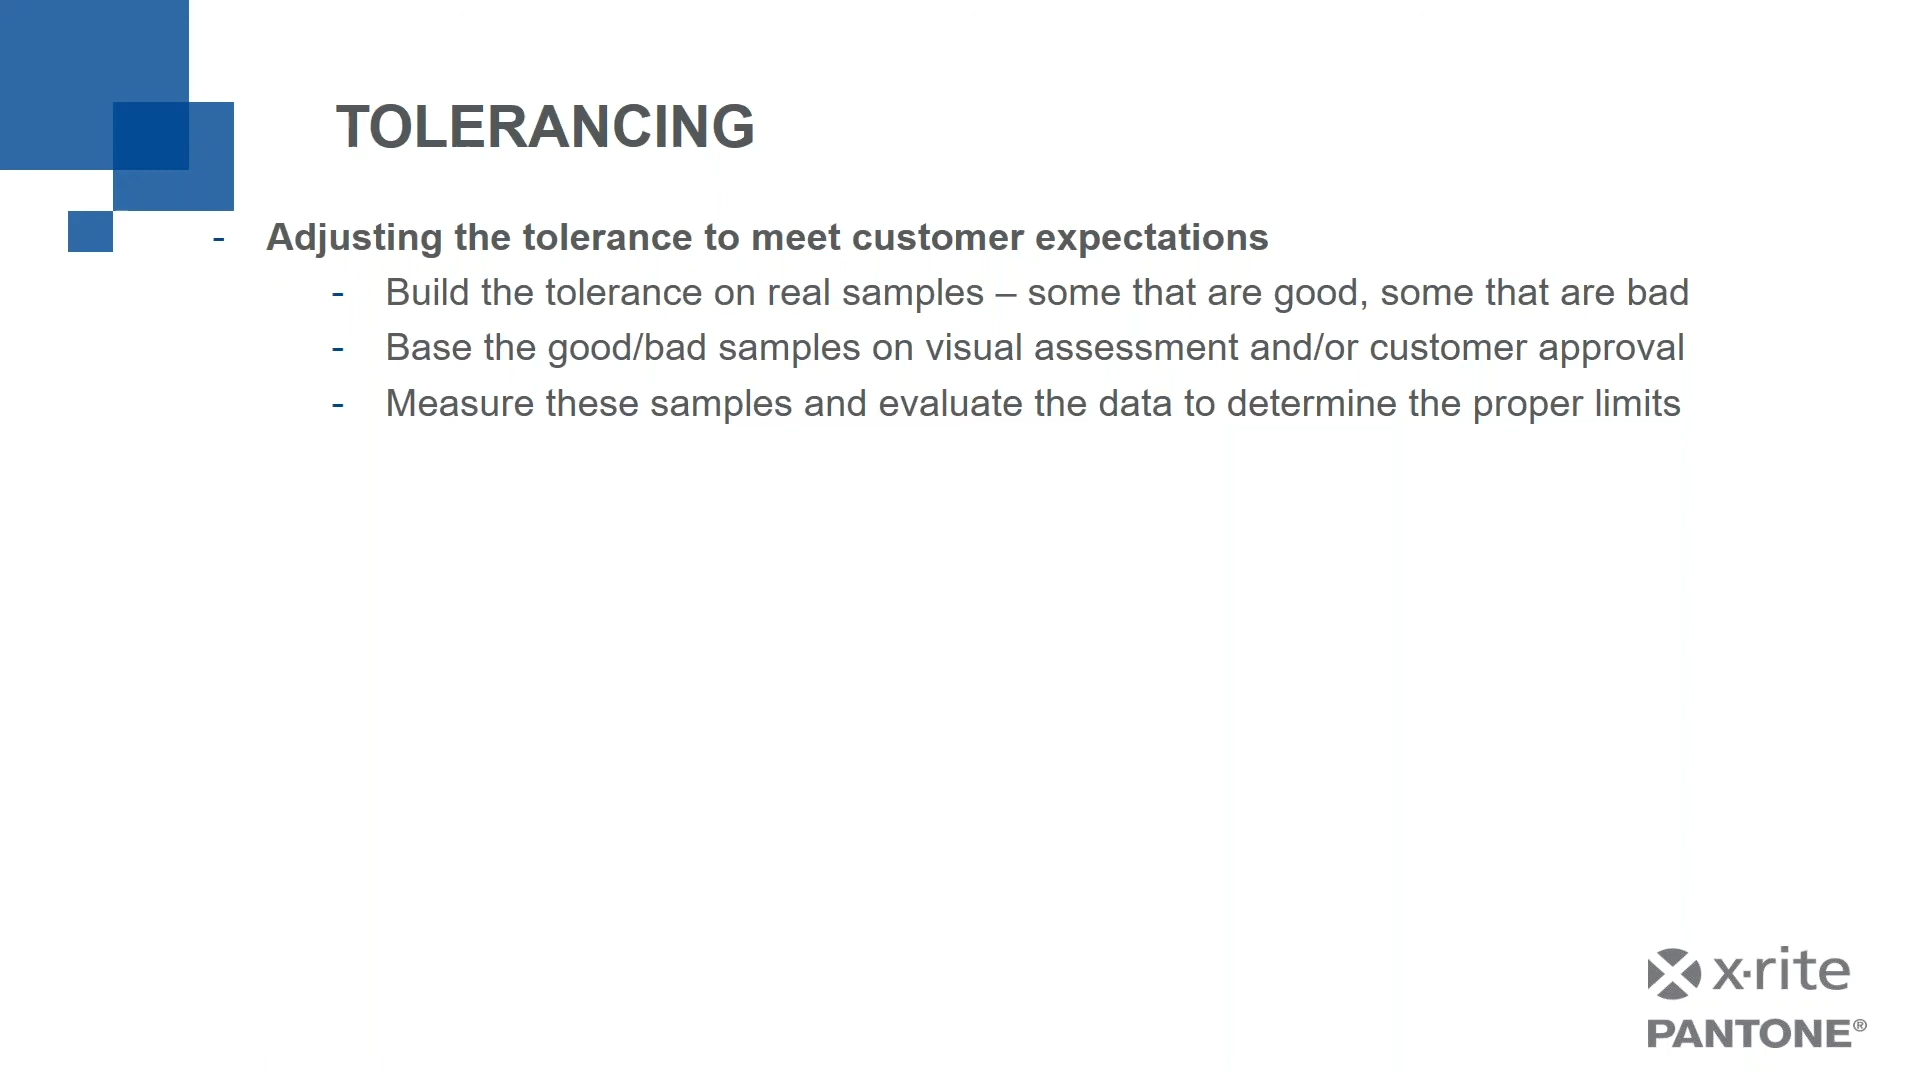 TOLERANCING
- Adjusting the tolerance to meet customer expectations
- Build the tolerance on real samples – some that are good, some that are bad
- Base the good/bad samples on visual assessment and/or customer approval
- Measure these samples and evaluate the data to determine the proper limits
x·rite
PANTONE®